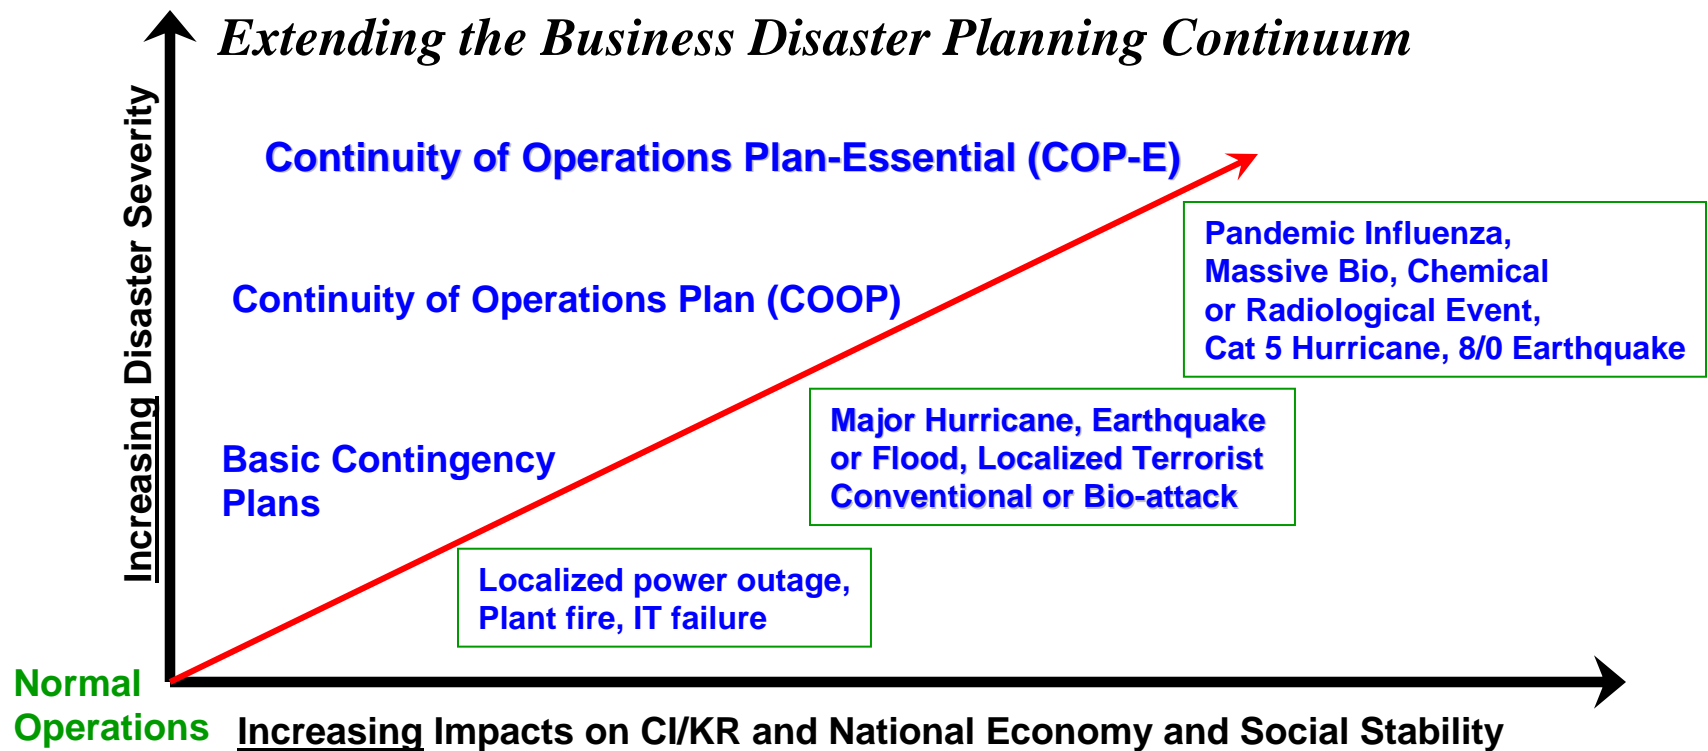 Extending the Business Disaster Planning Continuum
Increasing Disaster Severity
Continuity of Operations Plan-Essential (COP-E)
Pandemic Influenza,
Massive Bio, Chemical
or Radiological Event,
Cat 5 Hurricane, 8/0 Earthquake
Continuity of Operations Plan (COOP)
Major Hurricane, Earthquake
or Flood, Localized Terrorist
Conventional or Bio-attack
Basic Contingency
Plans
Localized power outage,
Plant fire, IT failure
Normal
Operations
Increasing Impacts on CI/KR and National Economy and Social Stability